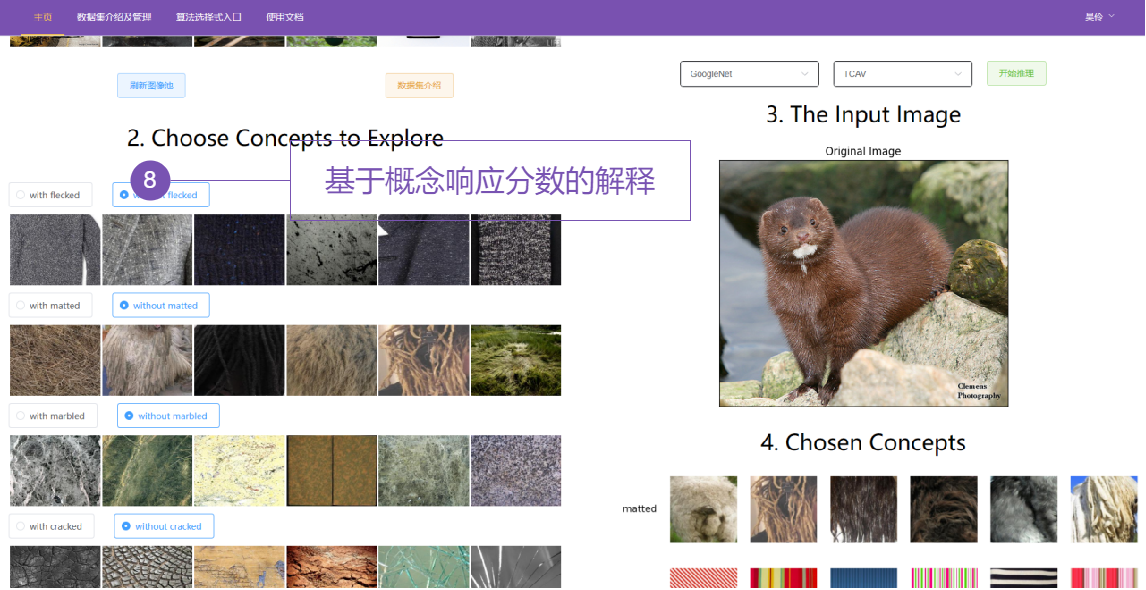 主页 数据集介绍及管理 算法选择式入口 使用文档 吴伶
刷新图像池 数据集介绍
GoogleNet TCAV 开始推理
2. Choose Concepts to Explore
3. The Input Image
Original Image
8 基于概念响应分数的解释
with flecked flecked
with matted without matted
with marbled without marbled
with cracked without cracked
Clemens
Photography
4. Chosen Concepts
matted